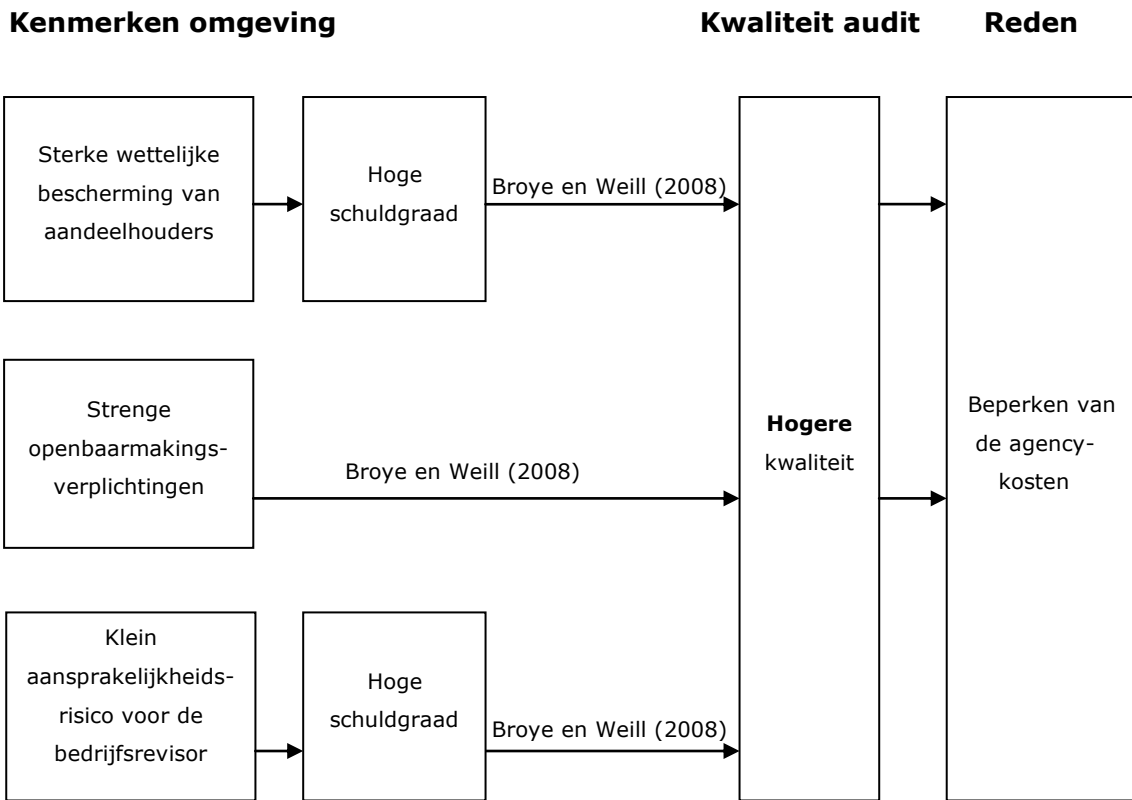 Kenmerken omgeving
Kwaliteit audit
Reden
Sterke wettelijke
bescherming van
aandeelhouders
Hoge
schuldgraad
Broye en Weill (2008)
Strenge
openbaarmakings-
verplichtingen
Broye en Weill (2008)
Klein
aansprakelijkheids-
risico voor de
bedrijfsrevisor
Hoge
schuldgraad
Broye en Weill (2008)
Hogere
kwaliteit
Beperken van
de agency-
kosten